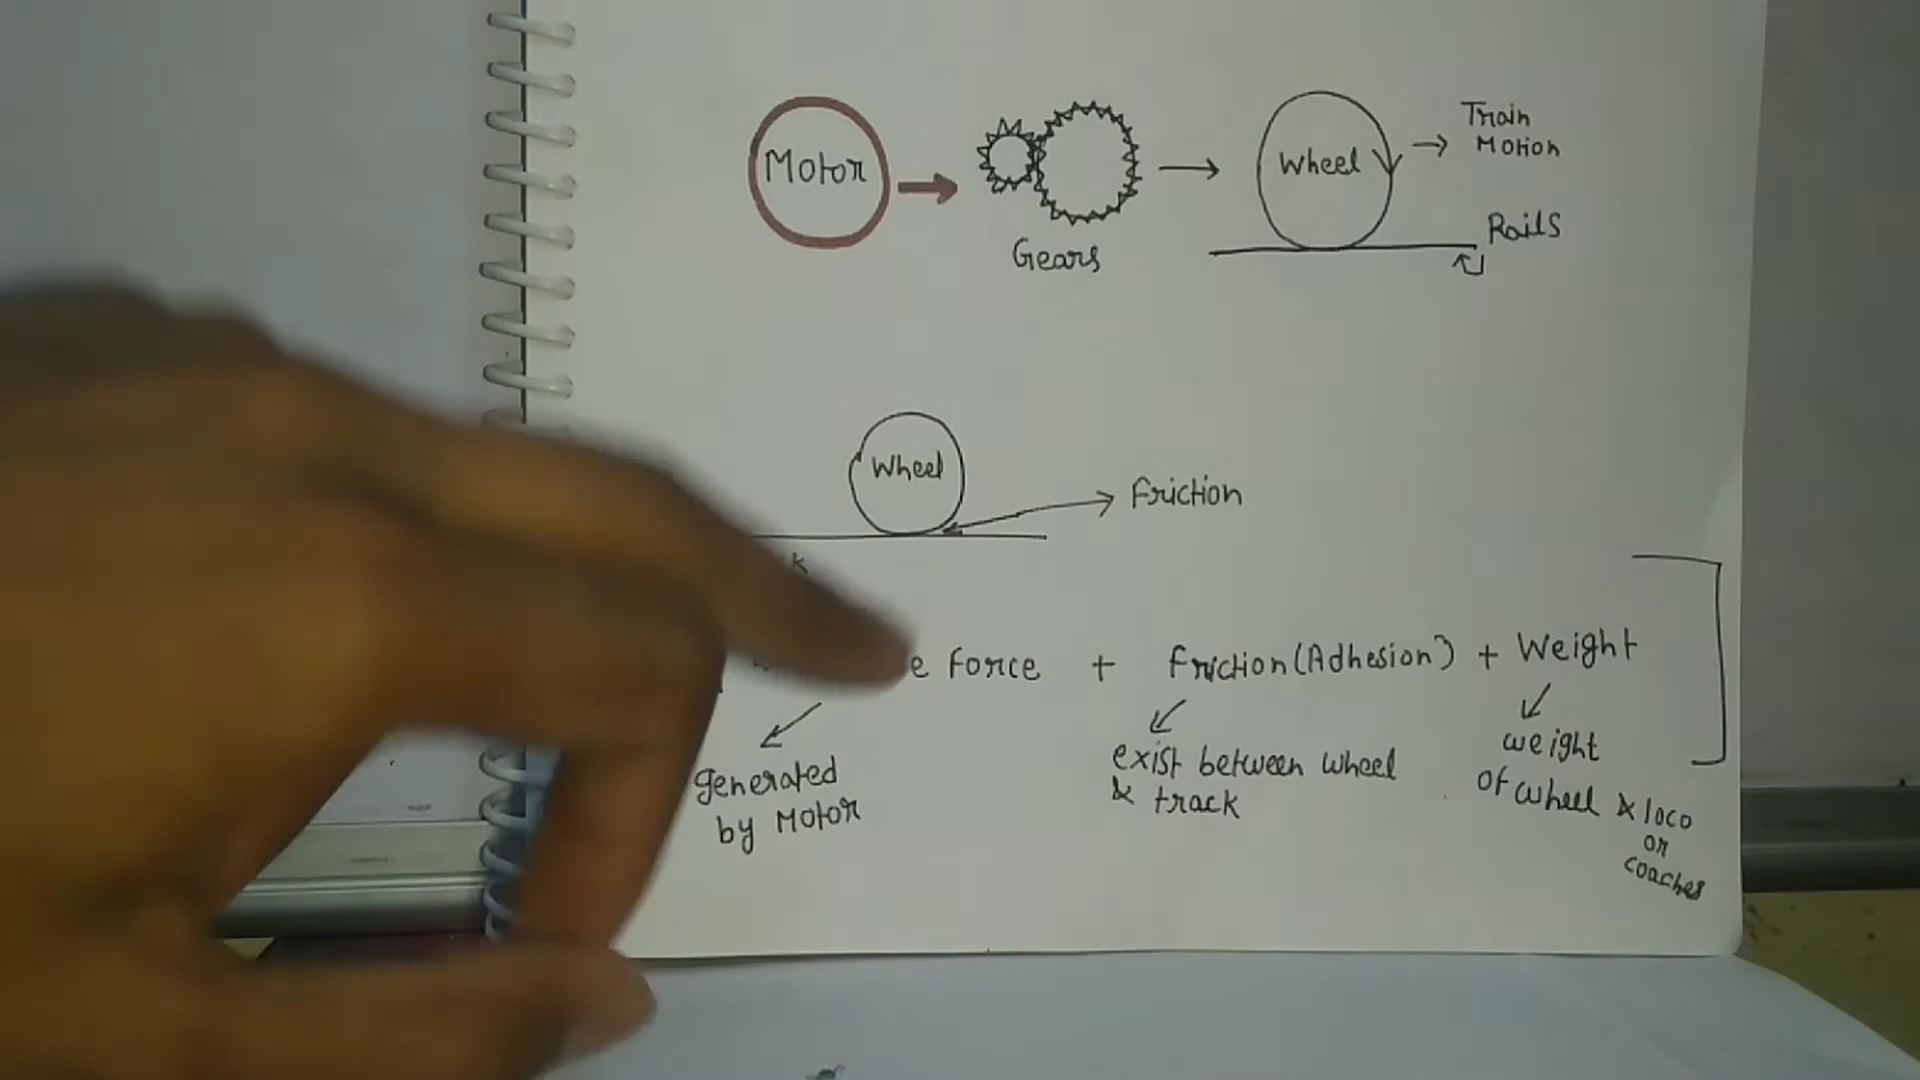 Motor
Gears
Wheel
Train
Motion
Rails
Wheel
Friction
Force + Friction (Adhesion) + Weight
generated
by Motor
exist between wheel
& track
weight
of wheel & loco
or
coaches